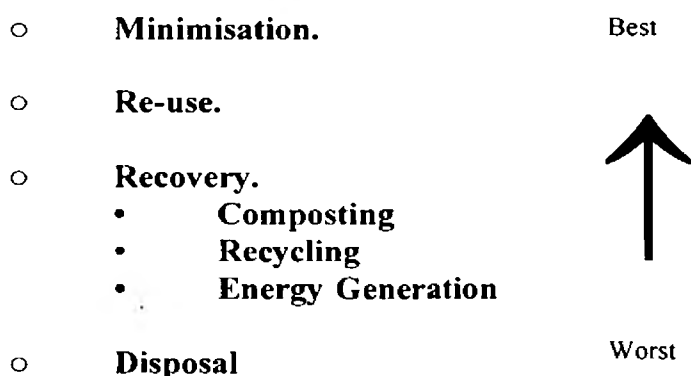 ○ Minimisation. Best
○ Re-use.
○ Recovery.
• Composting
• Recycling
• Energy Generation
○ Disposal Worst